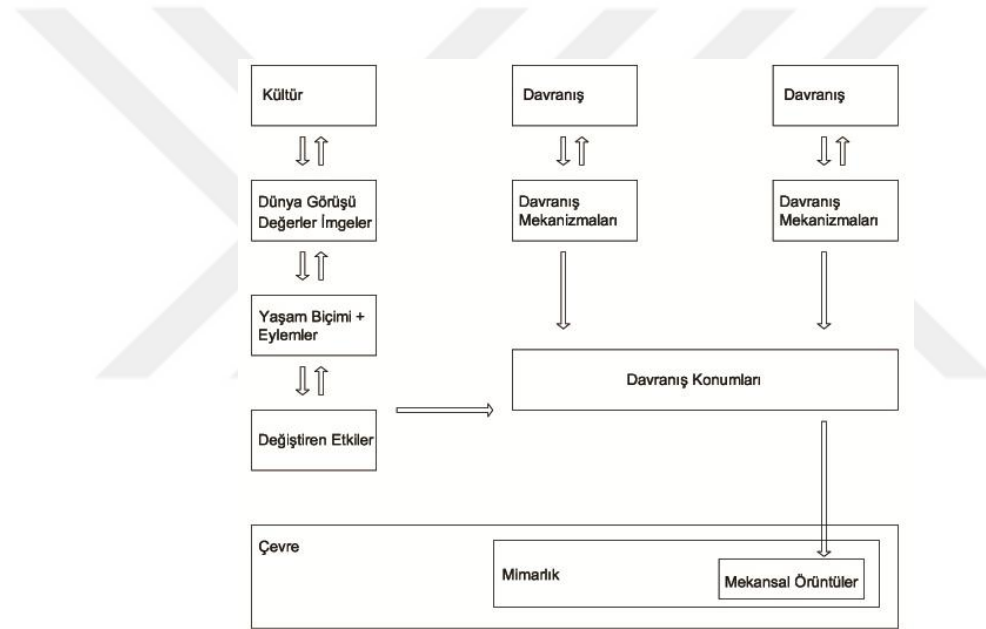 Kültür
Davranış
Davranış
Dünya Görüşü
Değerler İmgeler
Davranış
Mekanizmaları
Davranış
Mekanizmaları
Yaşam Biçimi +
Eylemler
Davranış Konumları
Değiştiren Etkiler
Çevre
Mimarlık
Mekansal Örüntüler